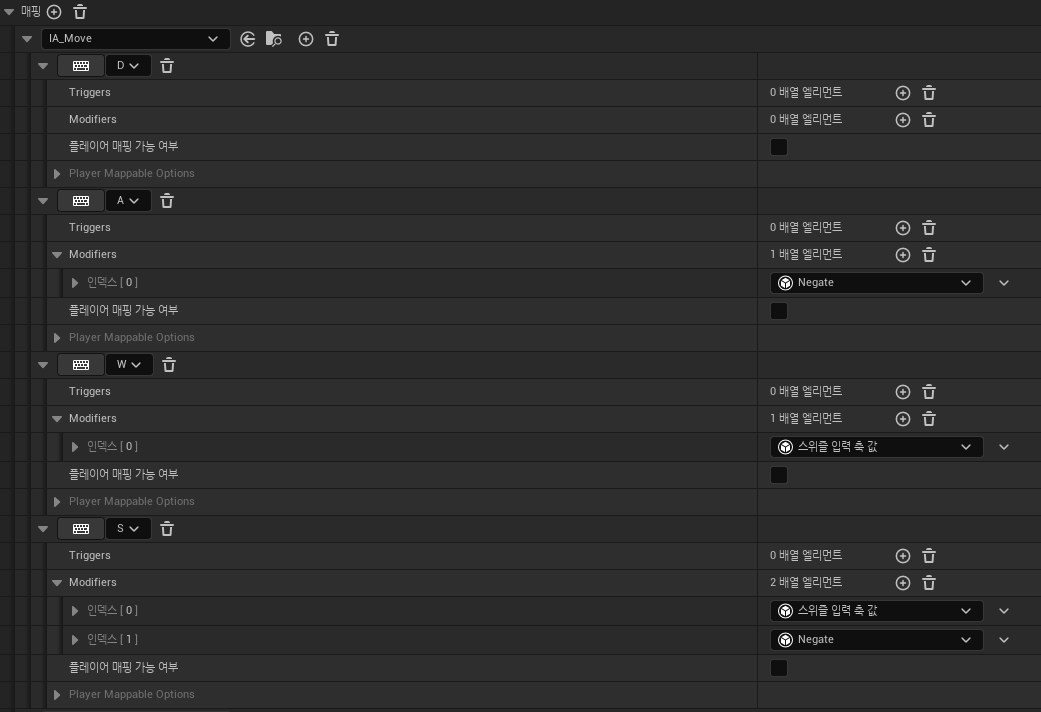 매핑
IA_Move
D
Triggers 0 배열 엘리먼트
Modifiers 0 배열 엘리먼트
플레이어 매핑 가능 여부
Player Mappable Options
A
Triggers 0 배열 엘리먼트
Modifiers 1 배열 엘리먼트
인덱스 [ 0 ] Negate
플레이어 매핑 가능 여부
Player Mappable Options
W
Triggers 0 배열 엘리먼트
Modifiers 1 배열 엘리먼트
인덱스 [ 0 ] 스위즐 입력 축 값
플레이어 매핑 가능 여부
Player Mappable Options
S
Triggers 0 배열 엘리먼트
Modifiers 2 배열 엘리먼트
인덱스 [ 0 ] 스위즐 입력 축 값
인덱스 [ 1 ] Negate
플레이어 매핑 가능 여부
Player Mappable Options